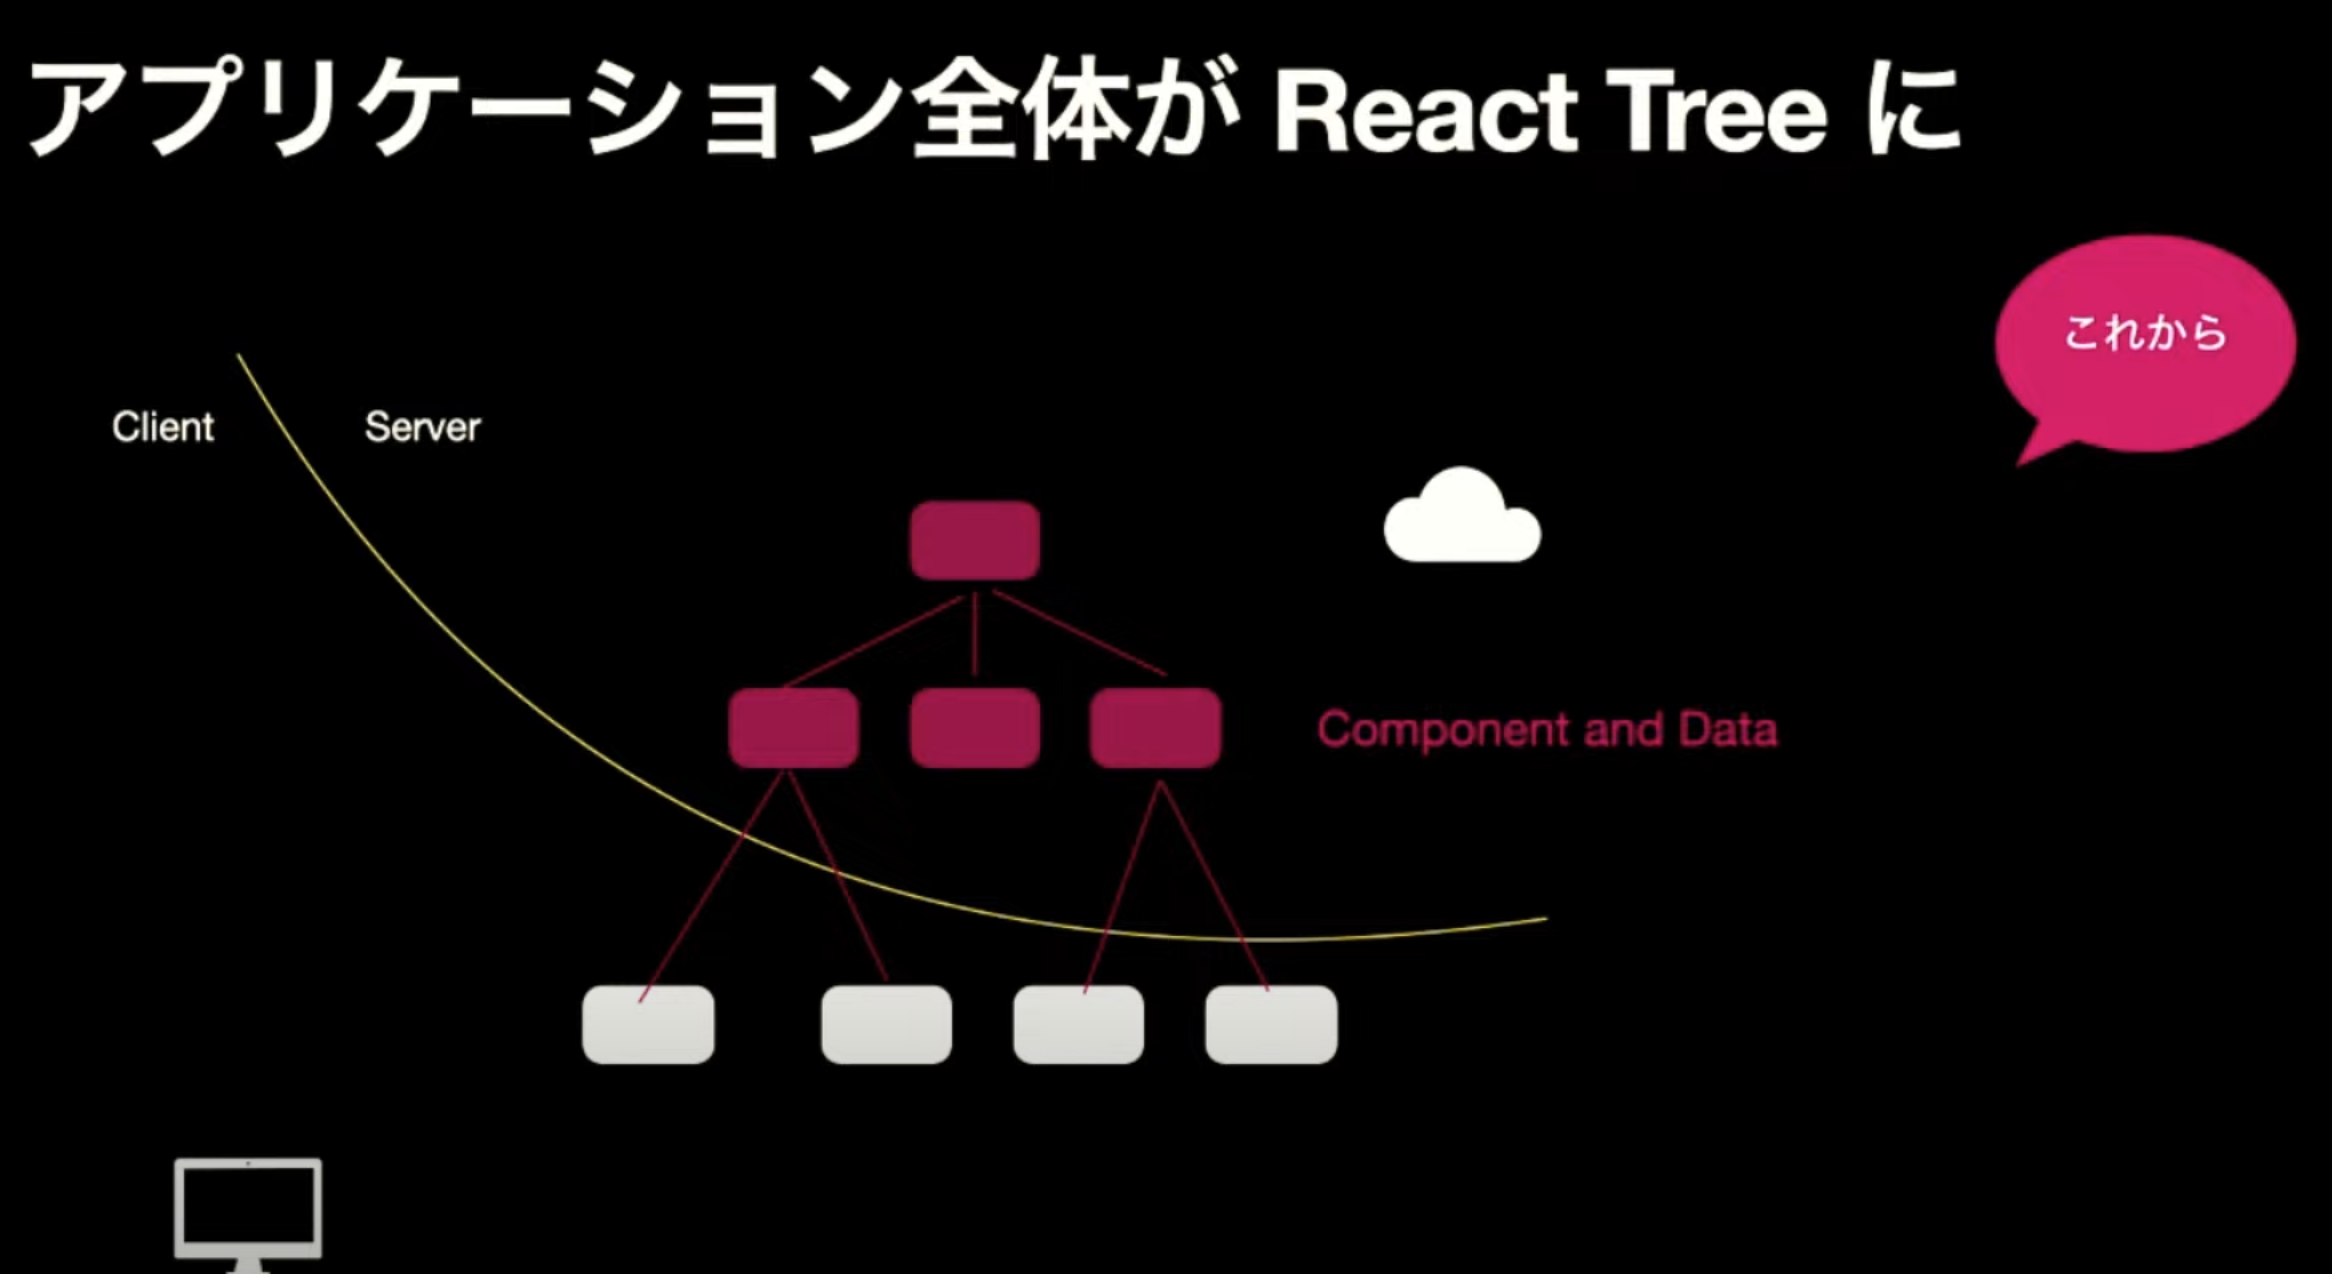 アプリケーション全体が React Tree に
これから
Client
Server
Component and Data